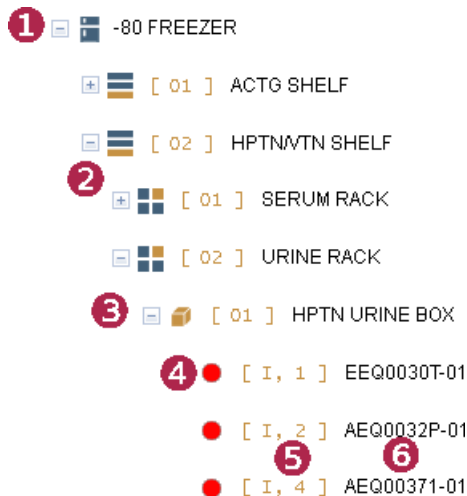 1 -80 FREEZER
[ 01 ] ACTG SHELF
[ 02 ] HPTN/VTN SHELF
2
[ 01 ] SERUM RACK
[ 02 ] URINE RACK
3 [ 01 ] HPTN URINE BOX
4 [ I, 1 ] EEQ0030T-01
[ I, 2 ] AEQ0032P-01
5 6
[ I, 4 ] AEQ00371-01